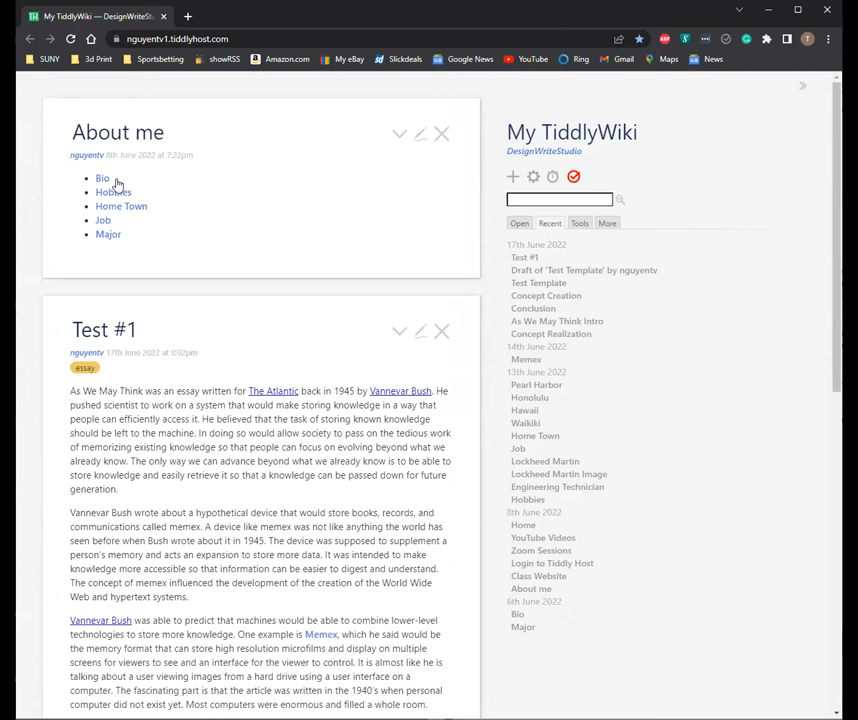 My TiddlyWiki — DesignWriteStu
nguyentv1.tiddlyhost.com
SUNY 3d Print Sportsbetting showRSS Amazon.com My eBay Slickdeals Google News YouTube Ring Gmail Maps News
About me
nguyentv 8th June 2022 at 7:22pm
Bio
Hobbies
Home Town
Job
Major
Test #1
nguyentv 17th June 2022 at 8:02pm
essay
As We May Think was an essay written for The Atlantic back in 1945 by Vannevar Bush. He
pushed scientist to work on a system that would make storing knowledge in a way that
people can efficiently access it. He believed that the task of storing known knowledge
should be left to the machine. In doing so would allow society to pass on the tedious work
of memorizing existing knowledge so that people can focus on evolving beyond what we
already know. The only way we can advance beyond what we already know is to be able to
store knowledge and easily retrieve it so that a knowledge can be passed down for future
generation.
Vannevar Bush wrote about a hypothetical device that would store books, records, and
communications called memex. A device like memex was not like anything the world has
seen before when Bush wrote about it in 1945. The device was supposed to supplement a
person's memory and acts an expansion to store more data. It was intended to make
knowledge more accessible so that information can be easier to digest and understand.
The concept of memex influenced the development of the creation of the World Wide
Web and hypertext systems.
Vannevar Bush was able to predict that machines would be able to combine lower-level
technologies to store more knowledge. One example is Memex, which he said would be
the memory format that can store high resolution microfilms and display on multiple
screens for viewers to see and an interface for the viewer to control. It is almost like he is
talking about a user viewing images from a hard drive using a user interface on a
computer. The fascinating part is that the article was written in the 1940's when personal
computer did not exist yet. Most computers were enormous and filled a whole room.
My TiddlyWiki
DesignWriteStudio
Open Recent Tools More
17th June 2022
Test #1
Draft of 'Test Template' by nguyentv
Test Template
Concept Creation
Conclusion
As We May Think Intro
Concept Realization
14th June 2022
Memex
13th June 2022
Pearl Harbor
Honolulu
Hawaii
Waikiki
Home Town
Job
Lockheed Martin
Lockheed Martin Image
Engineering Technician
Hobbies
8th June 2022
Home
YouTube Videos
Zoom Sessions
Login to Tiddly Host
Class Website
About me
6th June 2022
Bio
Major